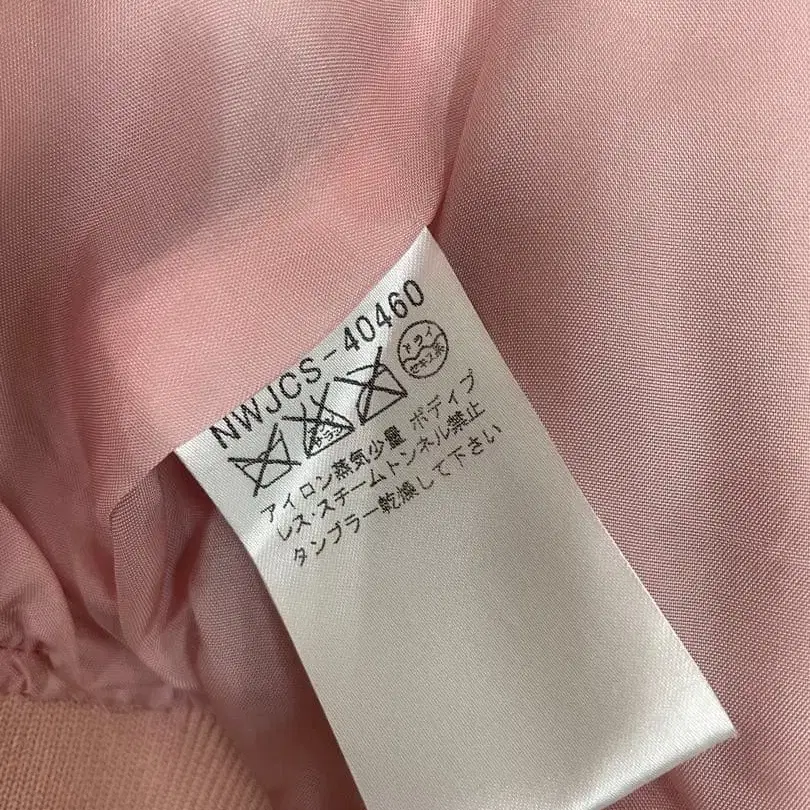 NWJCS-40460
ドライ
セキユ系
アイロン蒸気少量 ボディプ
レス・スチームトンネル禁止
タンブラー乾燥して下さい